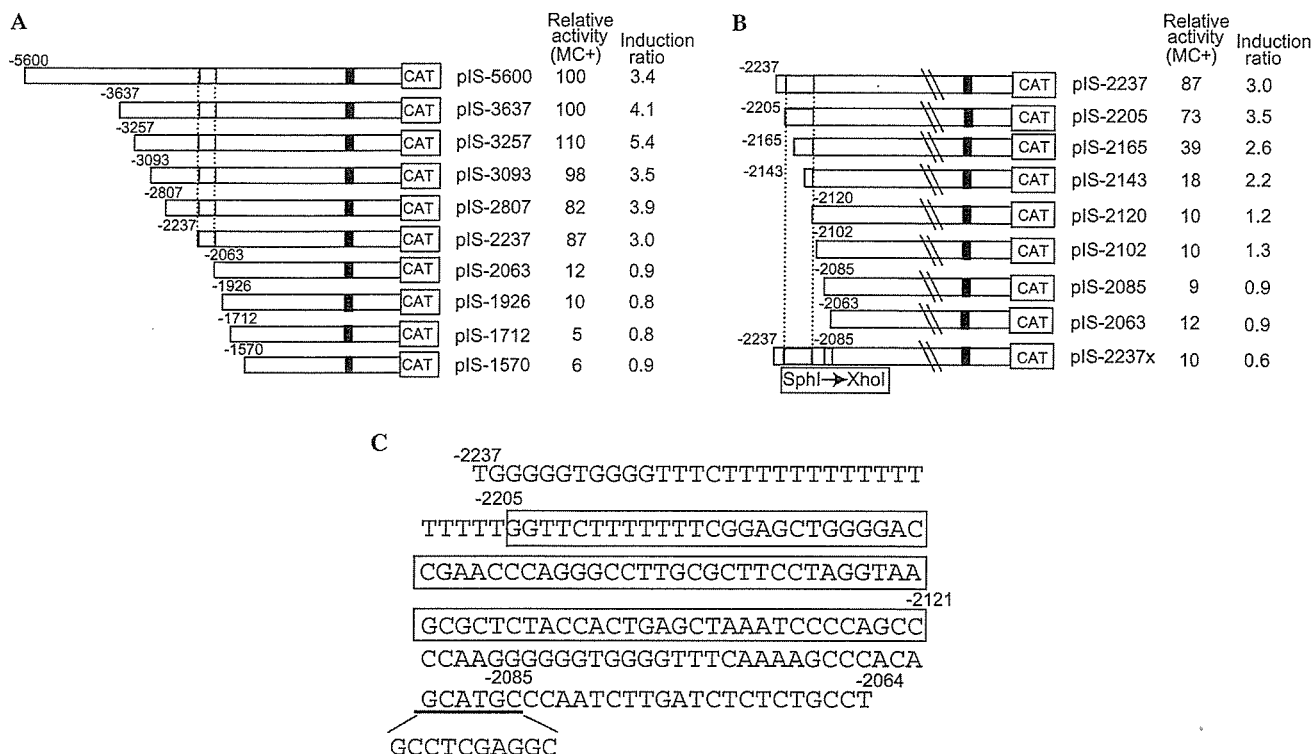 A
Relative activity (MC+)
Induction ratio
-5600 CAT pIS-5600 100 3.4
-3637 CAT pIS-3637 100 4.1
-3257 CAT pIS-3257 110 5.4
-3093 CAT pIS-3093 98 3.5
-2807 CAT pIS-2807 82 3.9
-2237 CAT pIS-2237 87 3.0
-2063 CAT pIS-2063 12 0.9
-1926 CAT pIS-1926 10 0.8
-1712 CAT pIS-1712 5 0.8
-1570 CAT pIS-1570 6 0.9
B
Relative activity (MC+)
Induction ratio
-2237 CAT pIS-2237 87 3.0
-2205 CAT pIS-2205 73 3.5
-2165 CAT pIS-2165 39 2.6
-2143 CAT pIS-2143 18 2.2
-2120 CAT pIS-2120 10 1.2
-2102 CAT pIS-2102 10 1.3
-2085 CAT pIS-2085 9 0.9
-2063 CAT pIS-2063 12 0.9
-2237 -2085 CAT pIS-2237x 10 0.6
SphI→XhoI
C
-2237
TGGGGGTGGGGTTTCTTTTTTTTTTTTT
-2205
TTTTTGGTTCTTTTTTTCGGAGCTGGGGAC
CGAACCCAGGGCCTTGCGCTTCCTAGGTAA
-2121
GCGCTCTACCACTGAGCTAAATCCCCAGCC
CCAAGGGGGGTGGGGTTTCAAAAGCCCACA
-2085 -2064
GCATGCCCAATCTTGATCTCTCTGCCT
GCCTCGAGGC